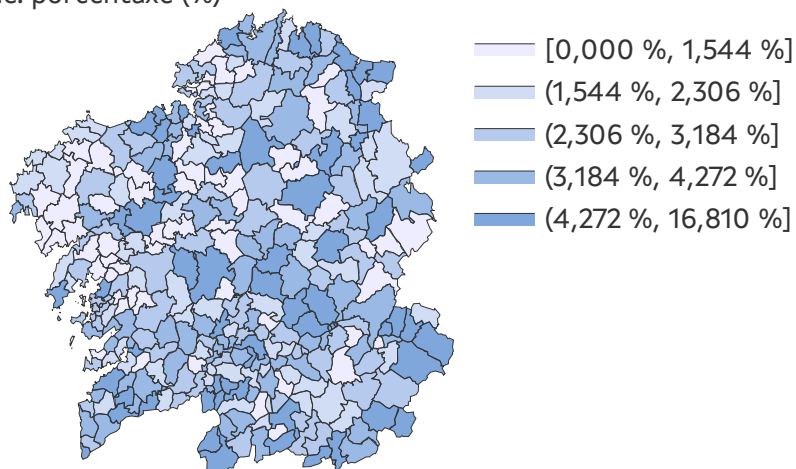 porcentaxe (%)
[0,000 %, 1,544 %]
(1,544 %, 2,306 %]
(2,306 %, 3,184 %]
(3,184 %, 4,272 %]
(4,272 %, 16,810 %]